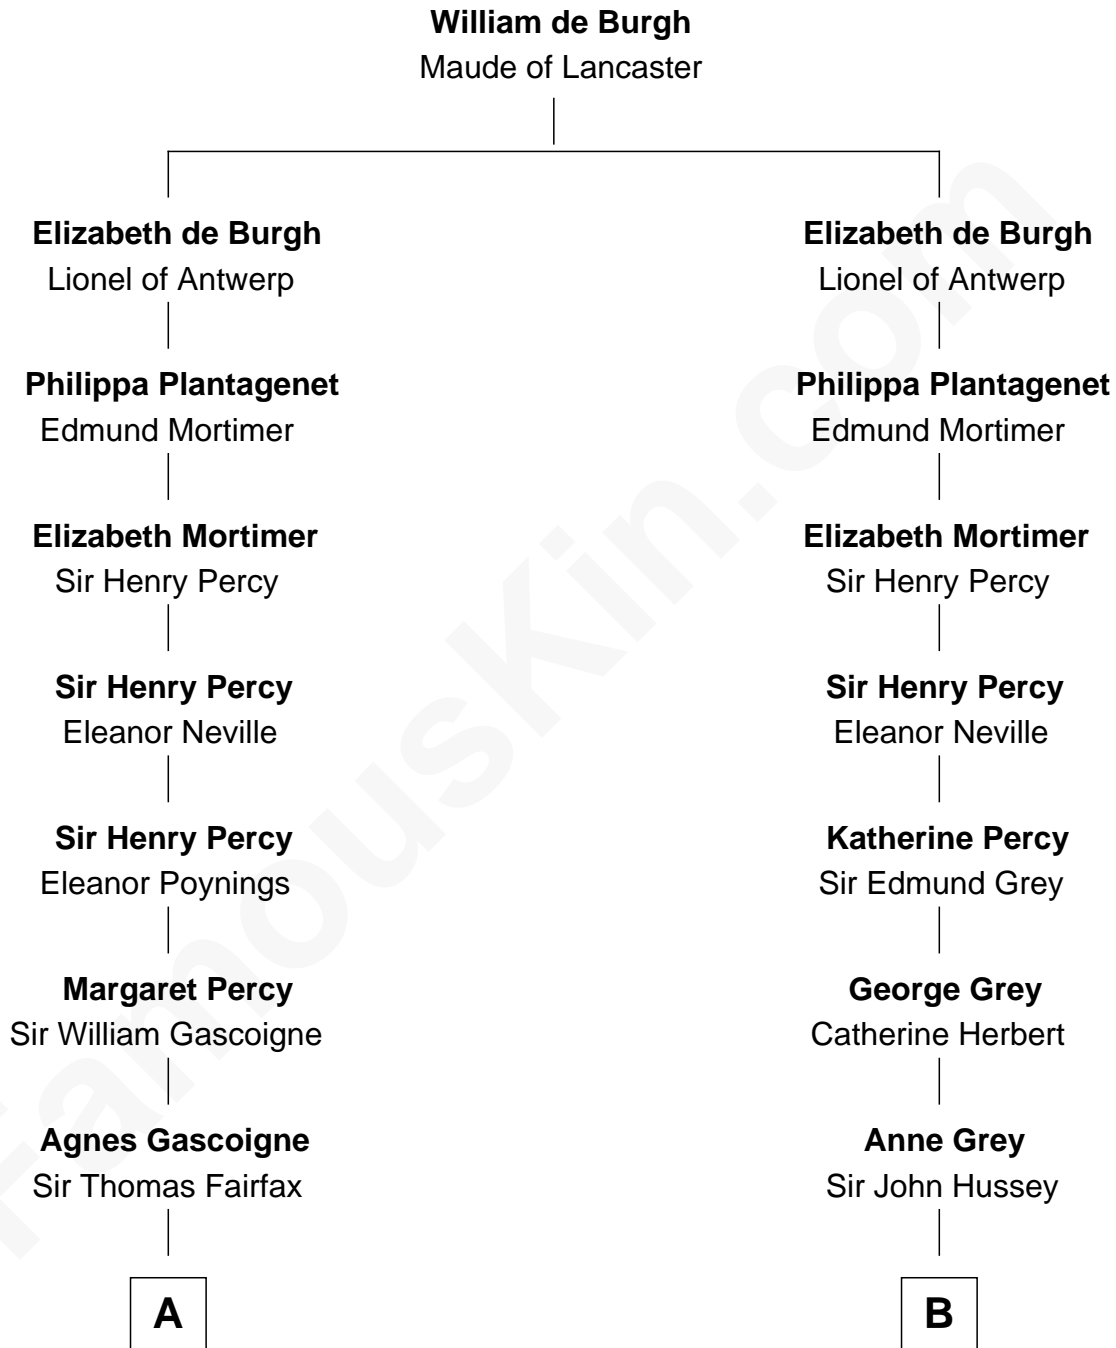 William de Burgh
Maude of Lancaster
Elizabeth de Burgh
Lionel of Antwerp
Elizabeth de Burgh
Lionel of Antwerp
Philippa Plantagenet
Edmund Mortimer
Philippa Plantagenet
Edmund Mortimer
Elizabeth Mortimer
Sir Henry Percy
Elizabeth Mortimer
Sir Henry Percy
Sir Henry Percy
Eleanor Neville
Sir Henry Percy
Eleanor Neville
Sir Henry Percy
Eleanor Poynings
Katherine Percy
Sir Edmund Grey
Margaret Percy
Sir William Gascoigne
George Grey
Catherine Herbert
Agnes Gascoigne
Sir Thomas Fairfax
Anne Grey
Sir John Hussey
A
B
FamousKin.com